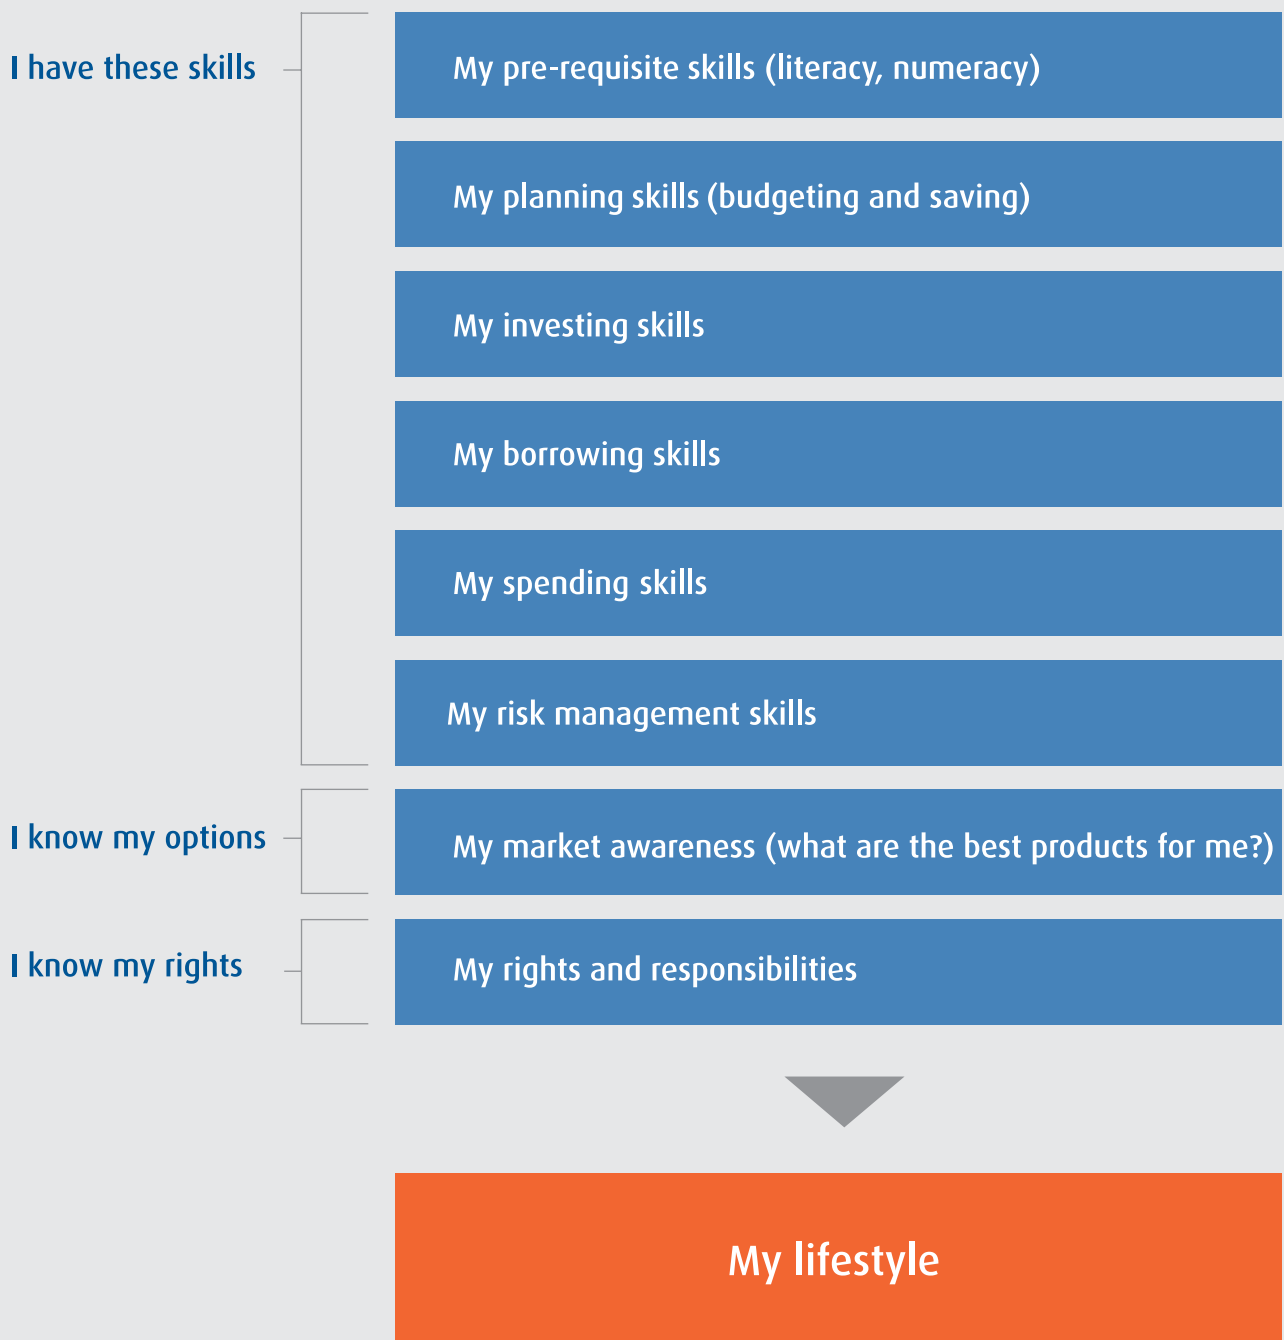 I have these skills
My pre-requisite skills (literacy, numeracy)
My planning skills (budgeting and saving)
My investing skills
My borrowing skills
My spending skills
My risk management skills
I know my options
My market awareness (what are the best products for me?)
I know my rights
My rights and responsibilities
My lifestyle